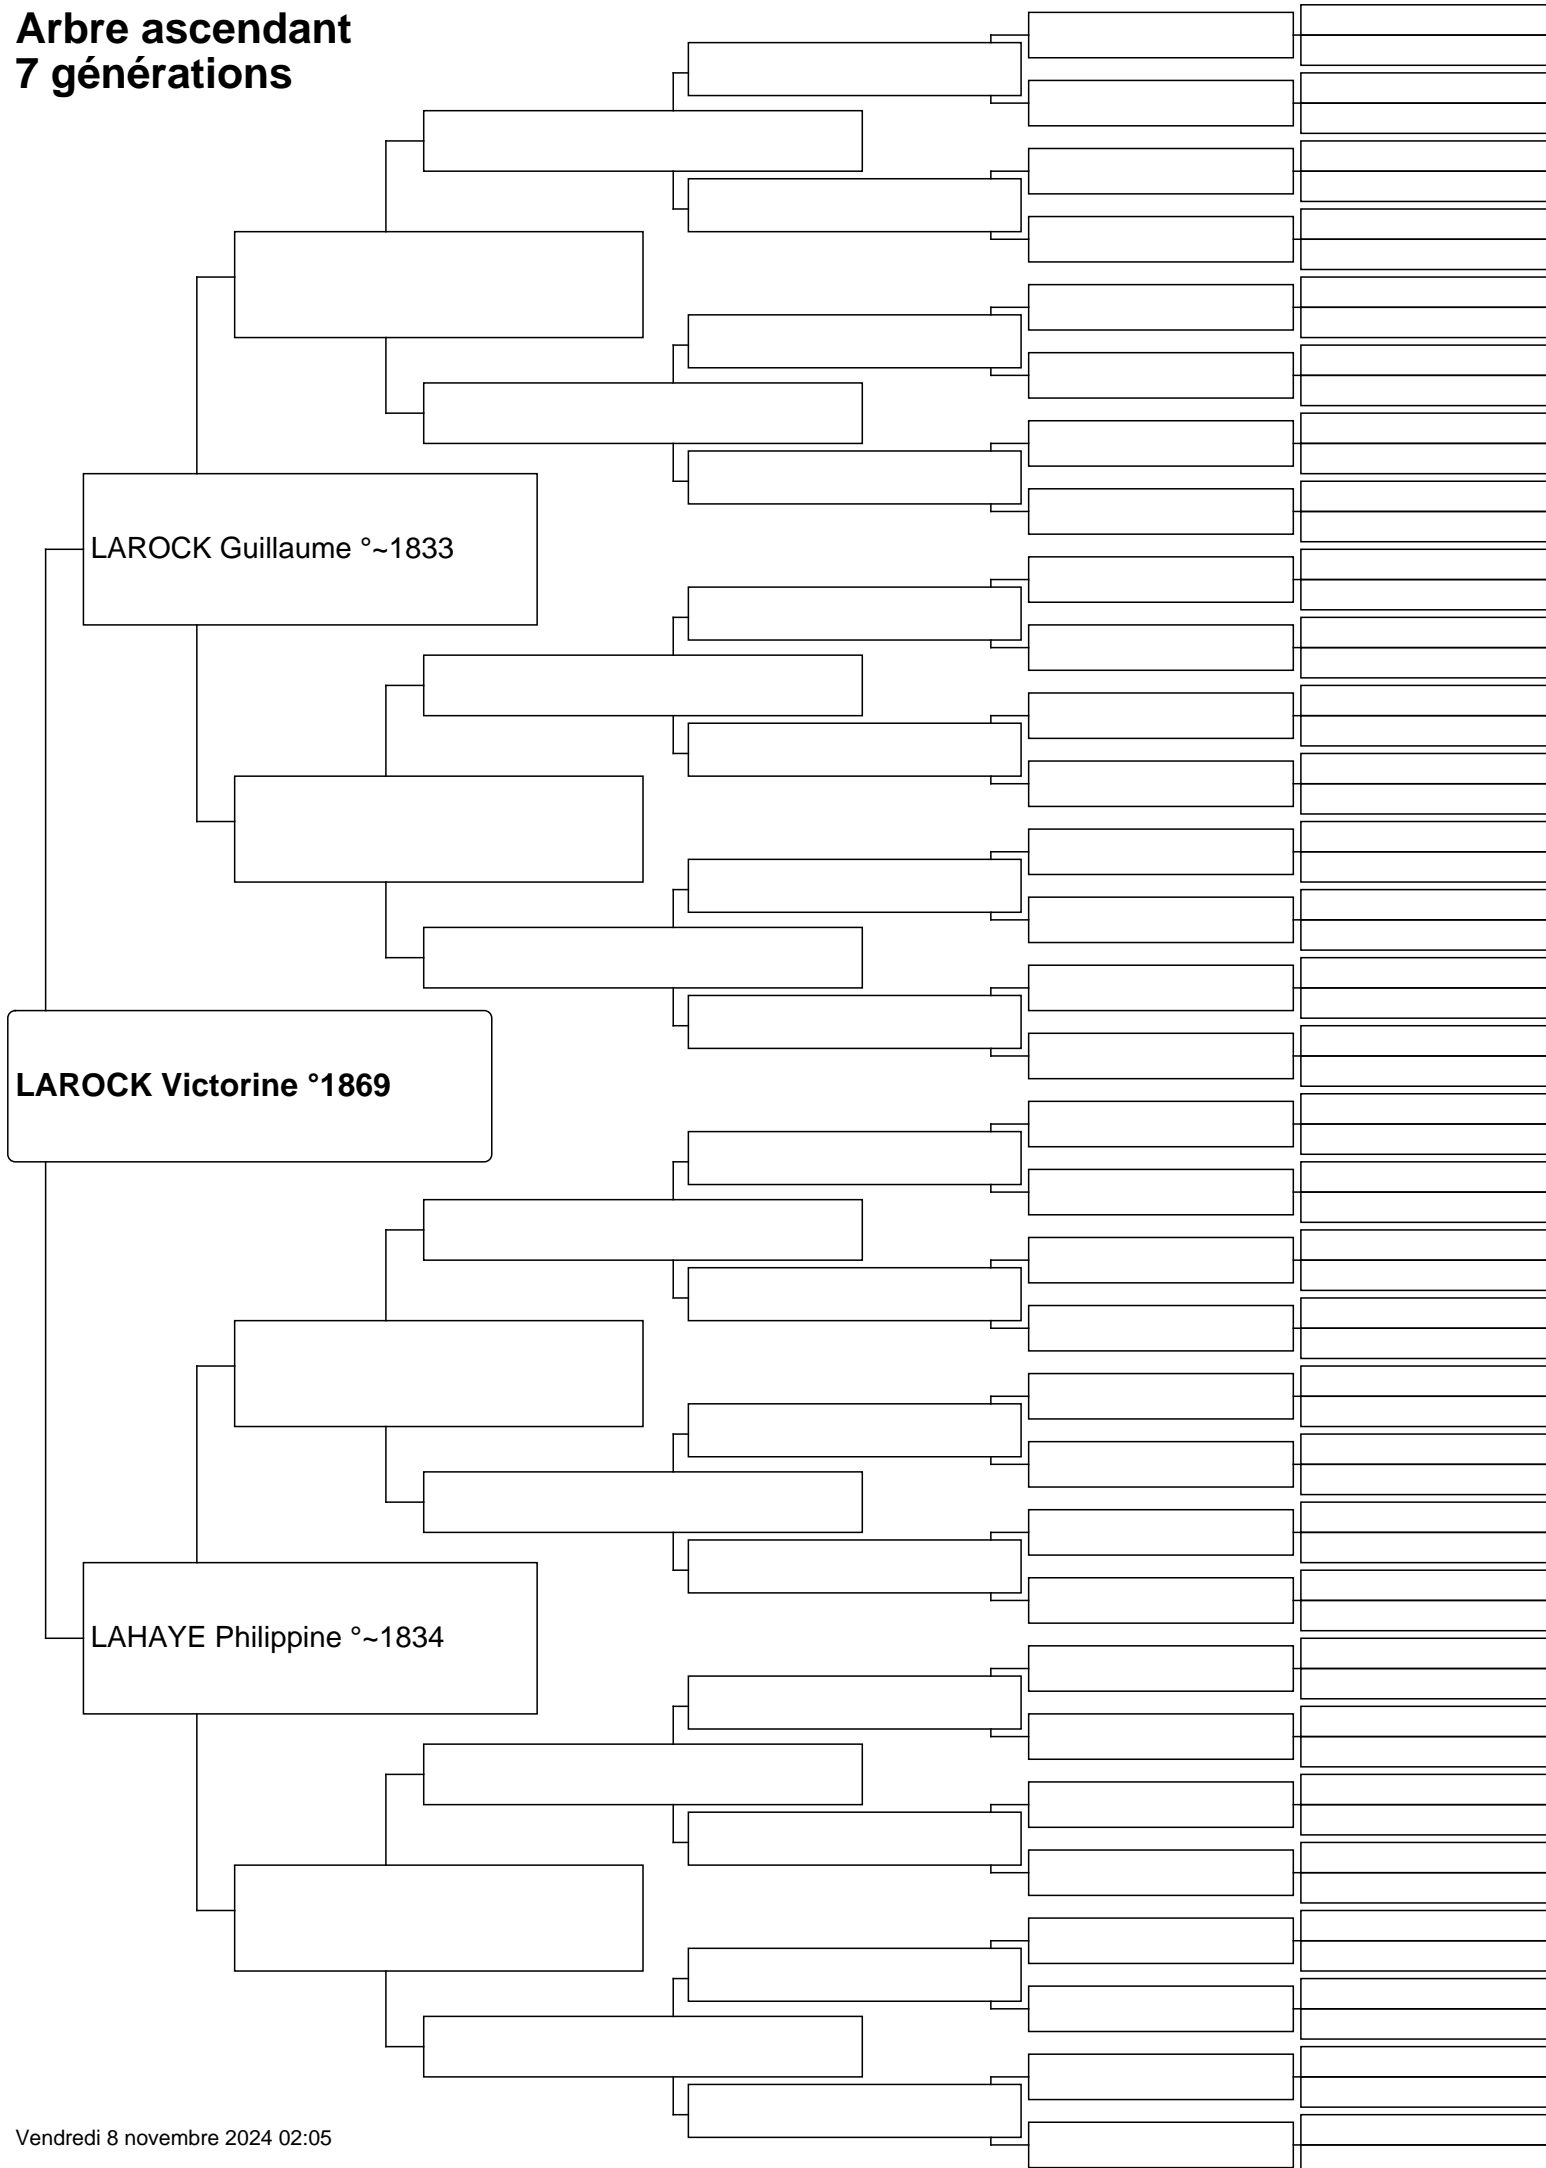 Arbre ascendant
7 générations
LAROCK Guillaume °~1833
LAROCK Victorine °1869
LAHAYE Philippine °~1834
Vendredi 8 novembre 2024 02:05